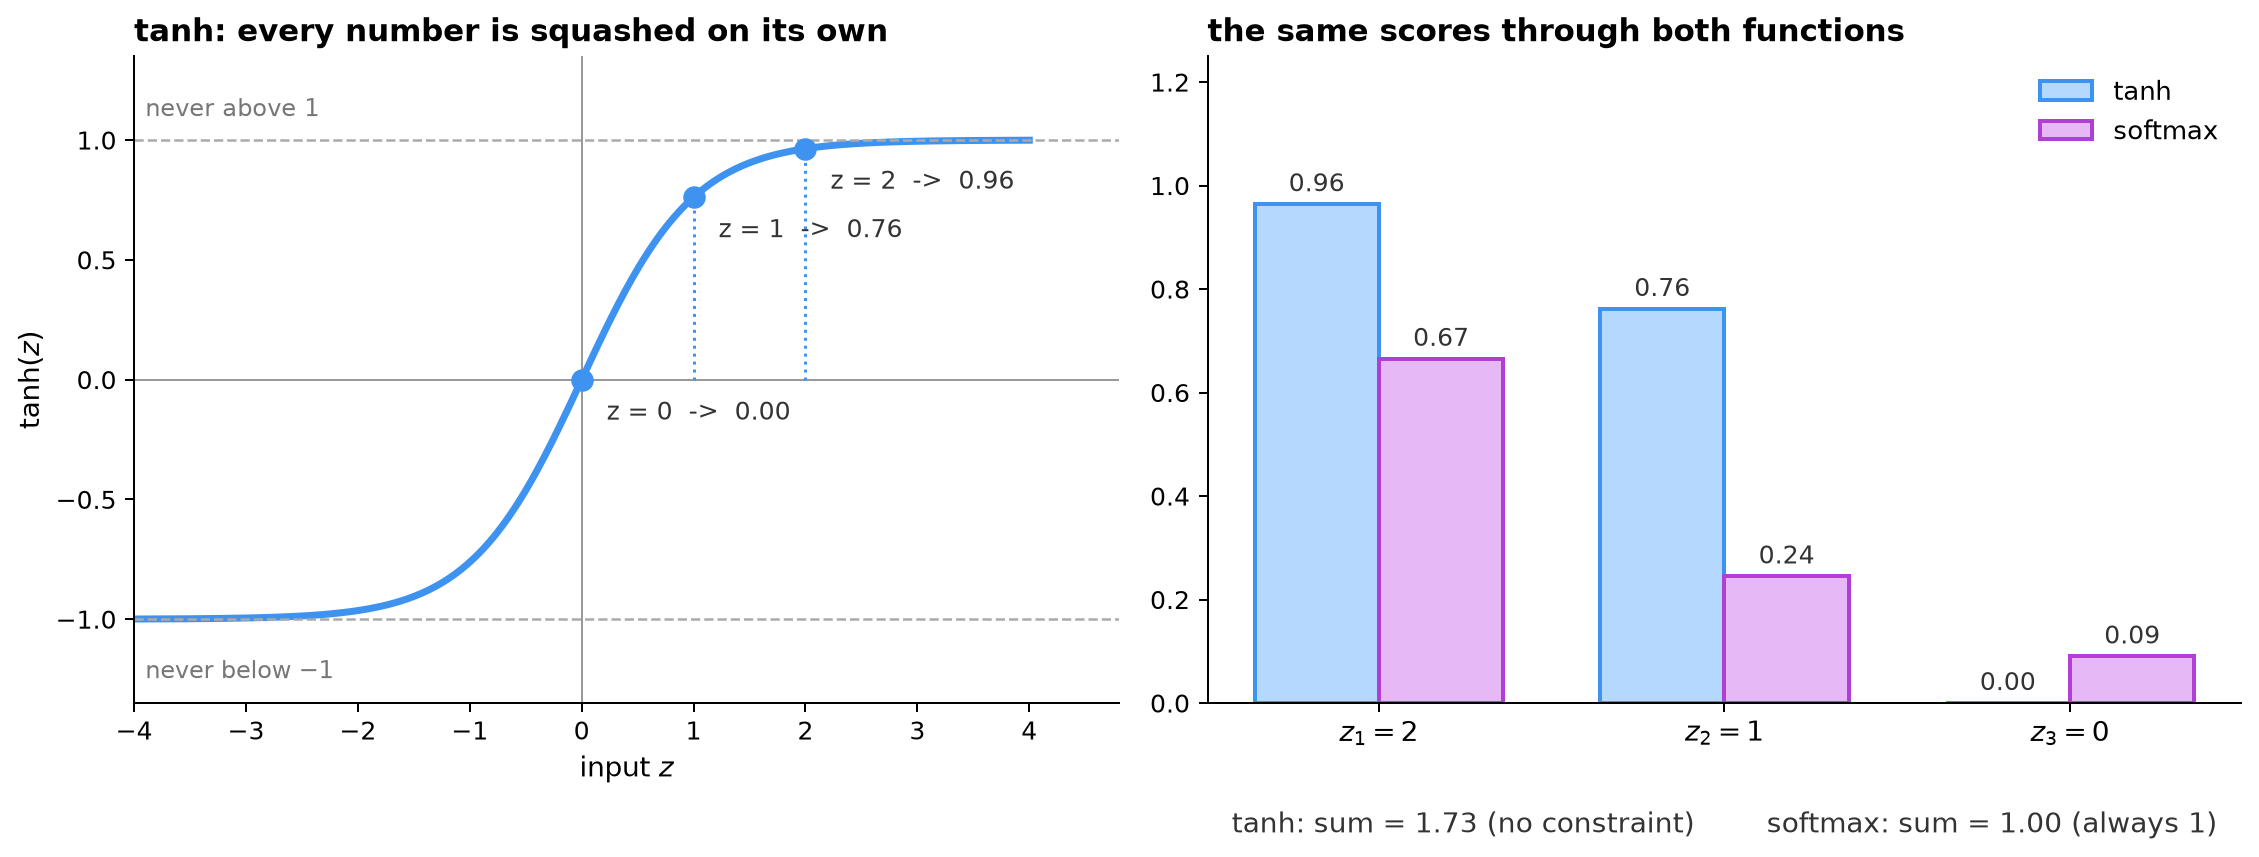 tanh: every number is squashed on its own
never above 1
1.0
0.5
0.0
−0.5
−1.0
tanh(z)
z = 2 -> 0.96
z = 1 -> 0.76
z = 0 -> 0.00
never below −1
−4 −3 −2 −1 0 1 2 3 4
input z
the same scores through both functions
tanh
softmax
1.2
1.0
0.8
0.6
0.4
0.2
0.0
0.96
0.67
0.76
0.24
0.00
0.09
z₁ = 2 z₂ = 1 z₃ = 0
tanh: sum = 1.73 (no constraint) softmax: sum = 1.00 (always 1)